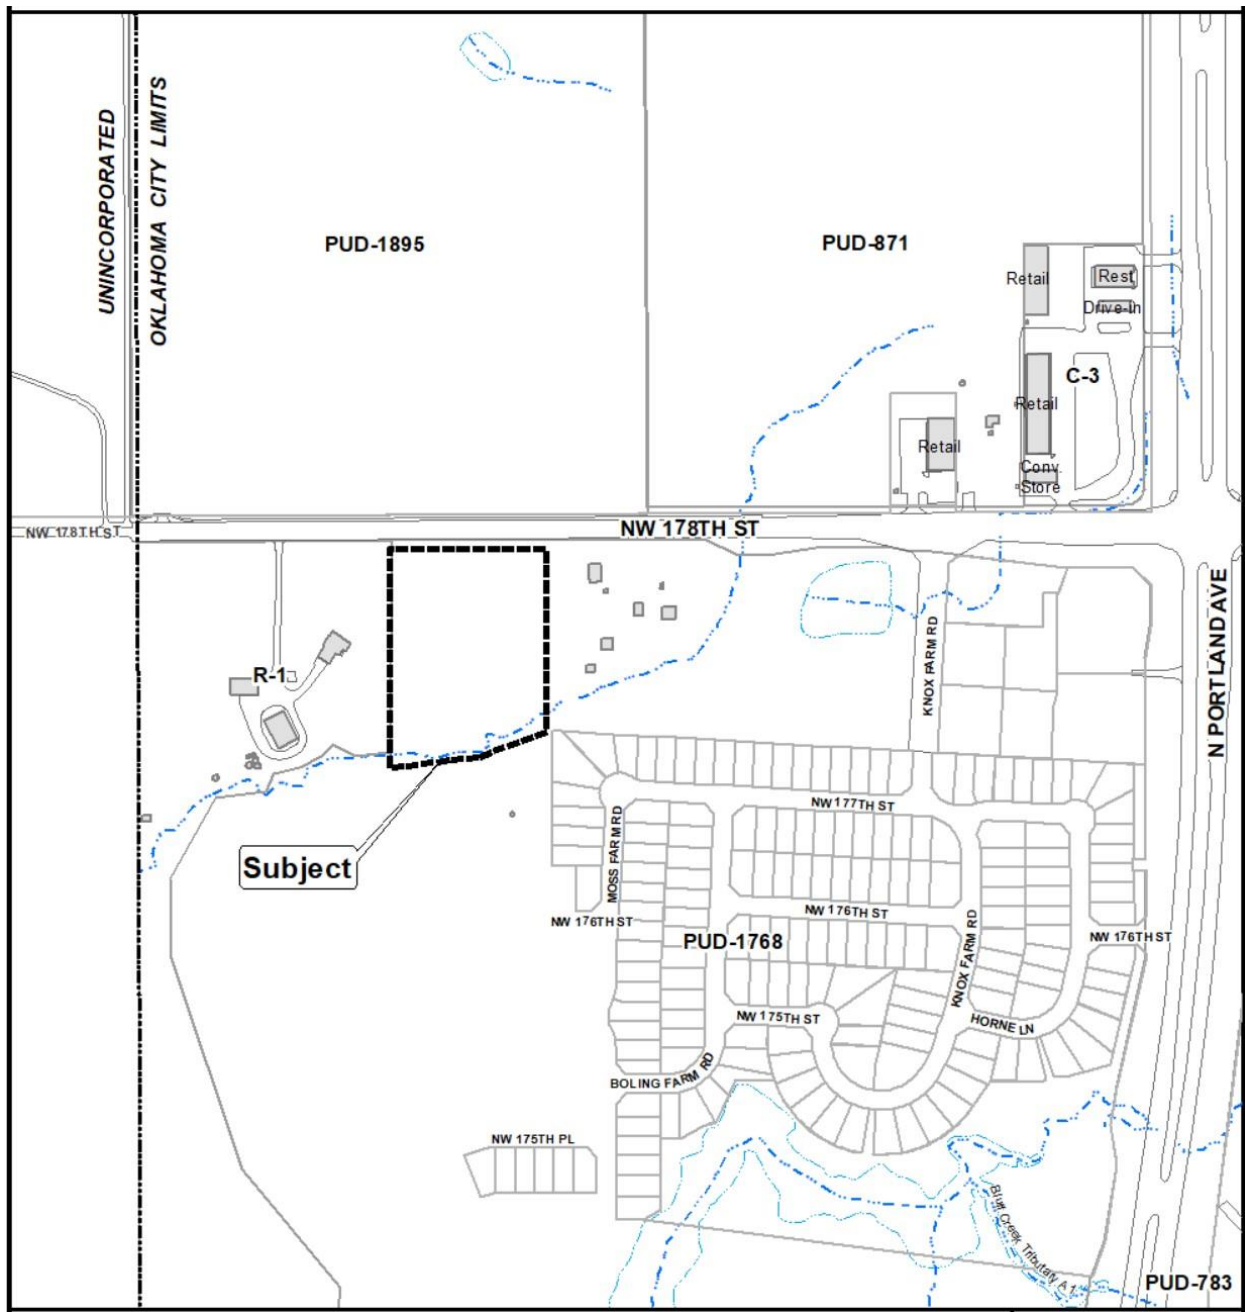 UNINCORPORATED
OKLAHOMA CITY LIMITS
PUD-1895
PUD-871
Retail
Rest
Drive-in
C-3
Retail
Retail
Conv
Store
NW 178TH ST
NW 178TH ST
N PORTLAND AVE
KNOX FARM RD
R-1
Subject
NW 177TH ST
MOSS FARM RD
NW 176TH ST
NW 176TH ST
NW 176TH ST
PUD-1768
KNOX FARM RD
NW 175TH ST
HORNE LN
BOLING FARM RD
NW 175TH PL
Bluff Creek Tributary A 1
PUD-783